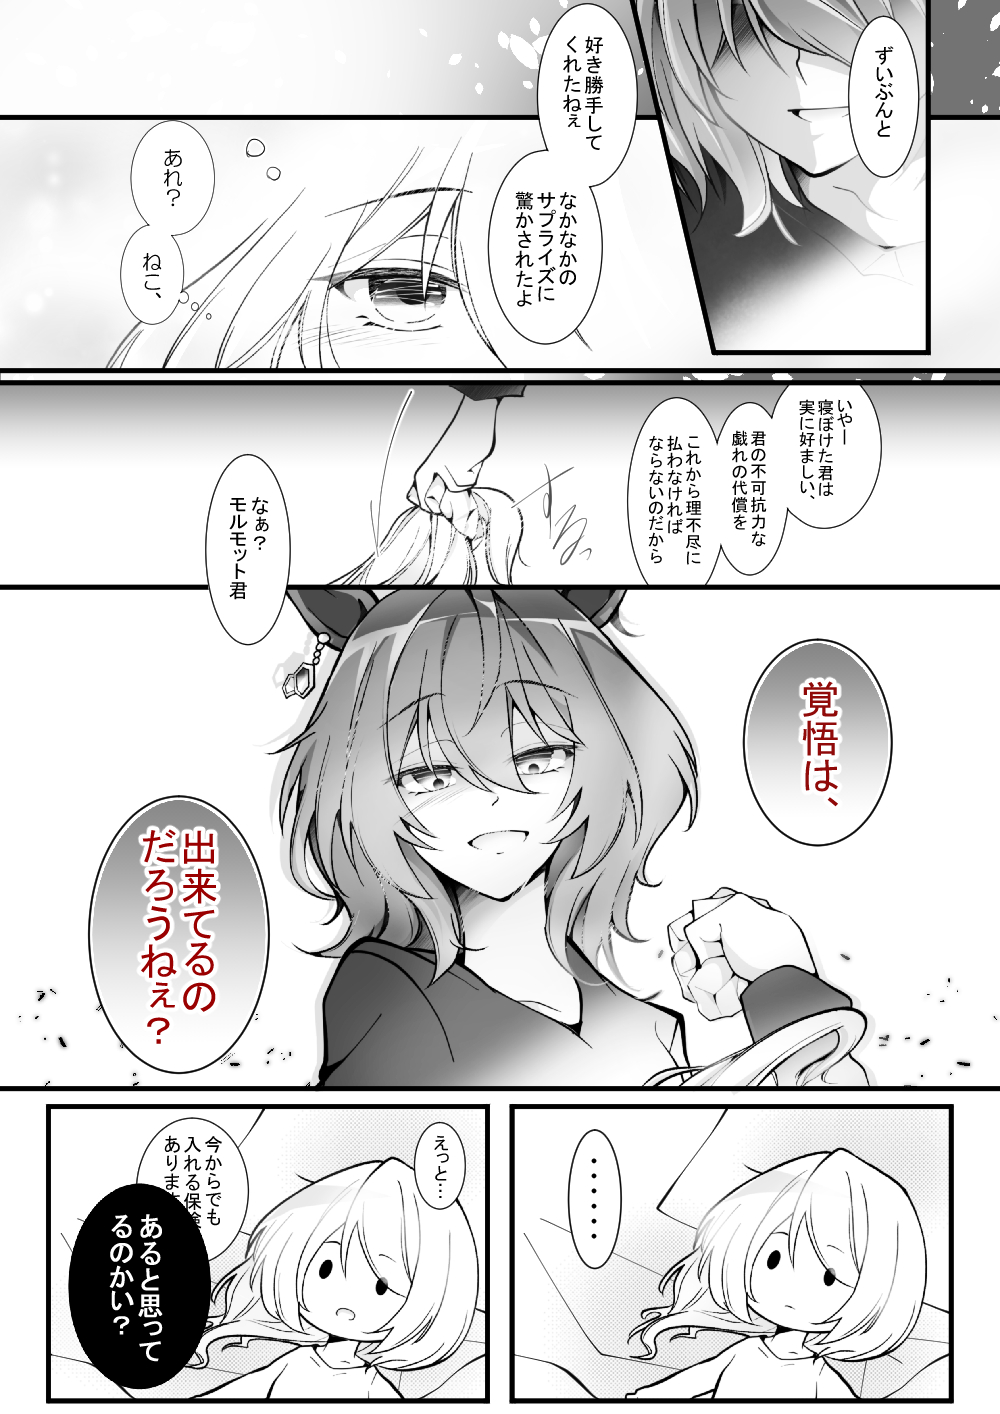 ずいぶんと
好き勝手して
くれたねぇ
なかなかの
サプライズに
驚かされたよ
あれ？
ねこ、
いやー
寝ぼけた君は
実に好ましい、
君の不可抗力な
戯れの代償を
これから理不尽に
払わなければ
ならないのだから
なぁ？
モルモット君
覚悟は、
出来てるの
だろうねぇ？
・・・・・・
えっと…
今からでも
入れる保険
ありま
あると思って
るのかい？